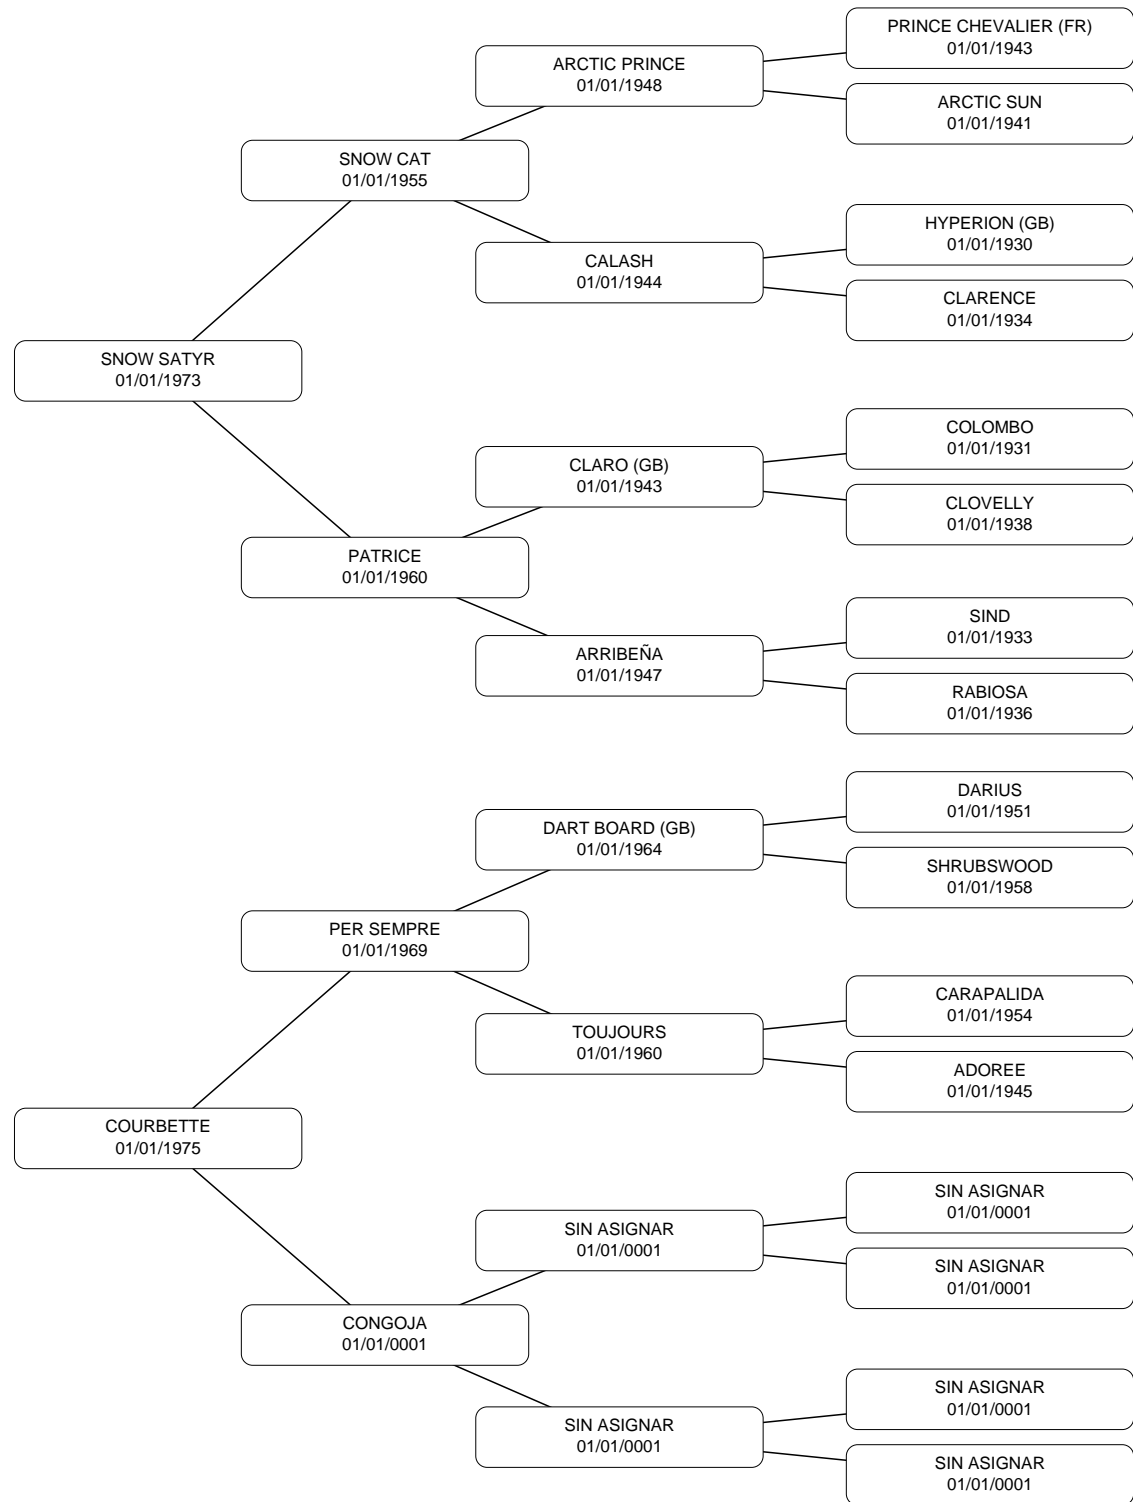 PRINCE CHEVALIER (FR)
01/01/1943
ARCTIC PRINCE
01/01/1948
ARCTIC SUN
01/01/1941
SNOW CAT
01/01/1955
HYPERION (GB)
01/01/1930
CALASH
01/01/1944
CLARENCE
01/01/1934
SNOW SATYR
01/01/1973
COLOMBO
01/01/1931
CLARO (GB)
01/01/1943
CLOVELLY
01/01/1938
PATRICE
01/01/1960
SIND
01/01/1933
ARRIBEÑA
01/01/1947
RABIOSA
01/01/1936
DARIUS
01/01/1951
DART BOARD (GB)
01/01/1964
SHRUBSWOOD
01/01/1958
PER SEMPRE
01/01/1969
CARAPALIDA
01/01/1954
TOUJOURS
01/01/1960
ADOREE
01/01/1945
COURBETTE
01/01/1975
SIN ASIGNAR
01/01/0001
SIN ASIGNAR
01/01/0001
SIN ASIGNAR
01/01/0001
CONGOJA
01/01/0001
SIN ASIGNAR
01/01/0001
SIN ASIGNAR
01/01/0001
SIN ASIGNAR
01/01/0001